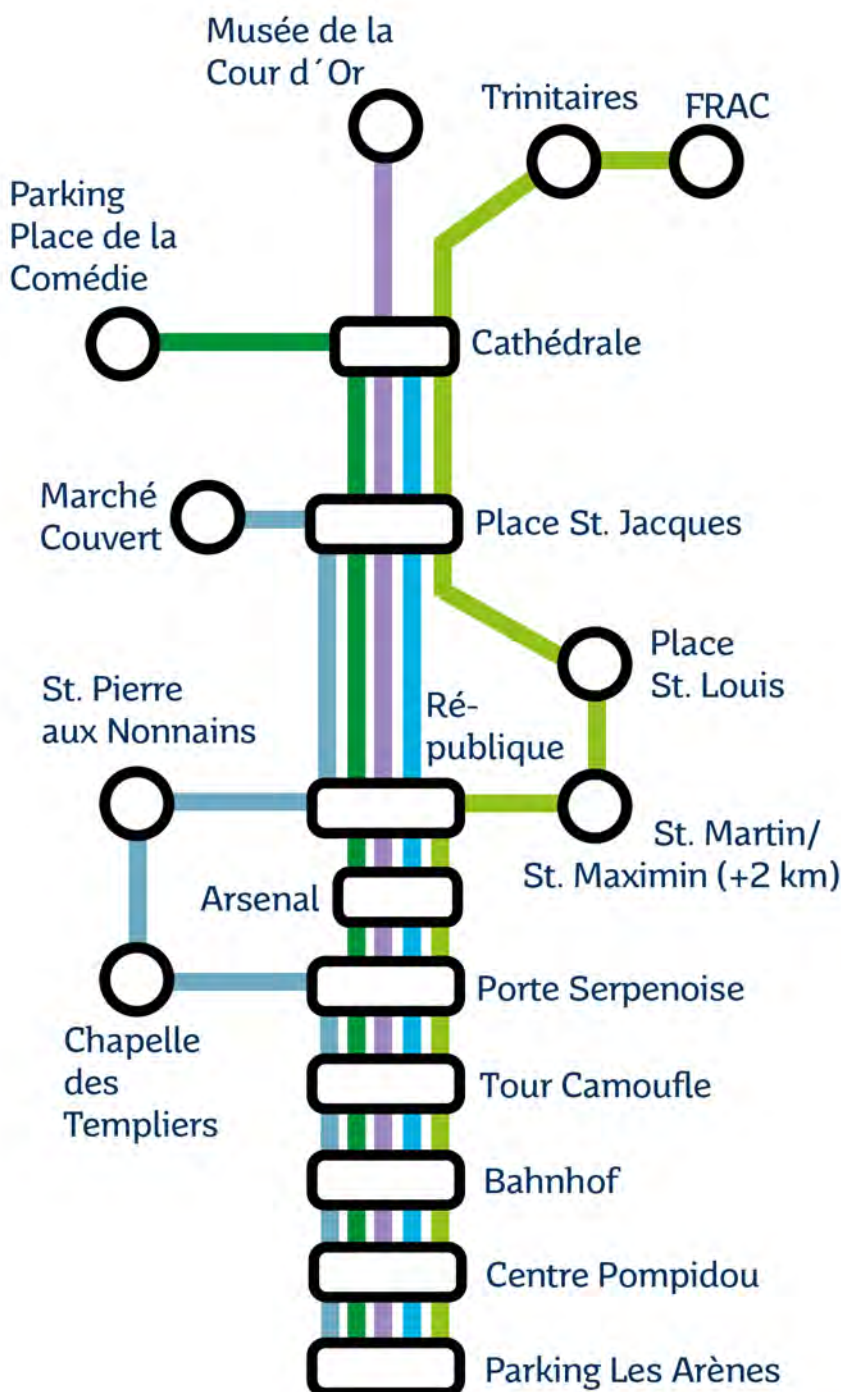 Musée de la
Cour d´Or
Trinitaires
FRAC
Parking
Place de la
Comédie
Cathédrale
Marché
Couvert
Place St. Jacques
Place
St. Louis
St. Pierre
aux Nonnains
Ré-
publique
St. Martin/
St. Maximin (+2 km)
Arsenal
Porte Serpenoise
Chapelle
des
Templiers
Tour Camoufle
Bahnhof
Centre Pompidou
Parking Les Arènes